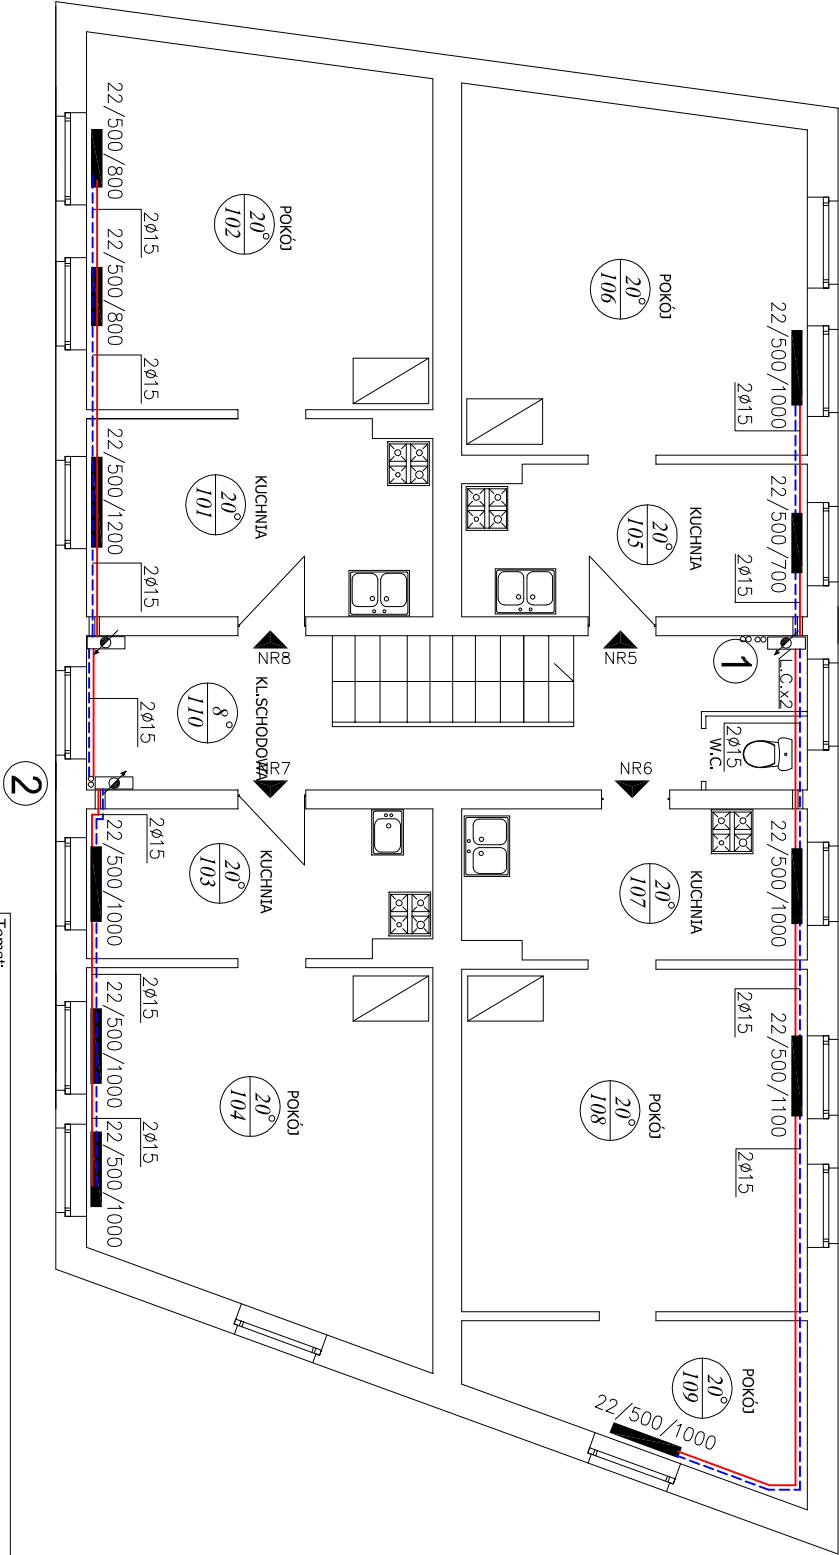 22/500/800
2ø15
22/500/800
2ø15
22/500/1200
2ø15
POKÓJ
20°
102
KUCHNIA
20°
101
POKÓJ
20°
106
22/500/1000
2ø15
KUCHNIA
20°
105
22/500/700
2ø15
NR8
NR5
1
L.C.x2
KL.SCHODOWA
8°
110
2ø15
2ø15
W.C.
NR7
NR6
2
2ø15
22/500/1000
KUCHNIA
20°
103
KUCHNIA
20°
107
22/500/1000
2ø15
22/500/1000
2ø15
22/500/1000
POKÓJ
20°
104
POKÓJ
20°
108
2ø15
22/500/1100
2ø15
POKÓJ
20°
109
22/500/1000